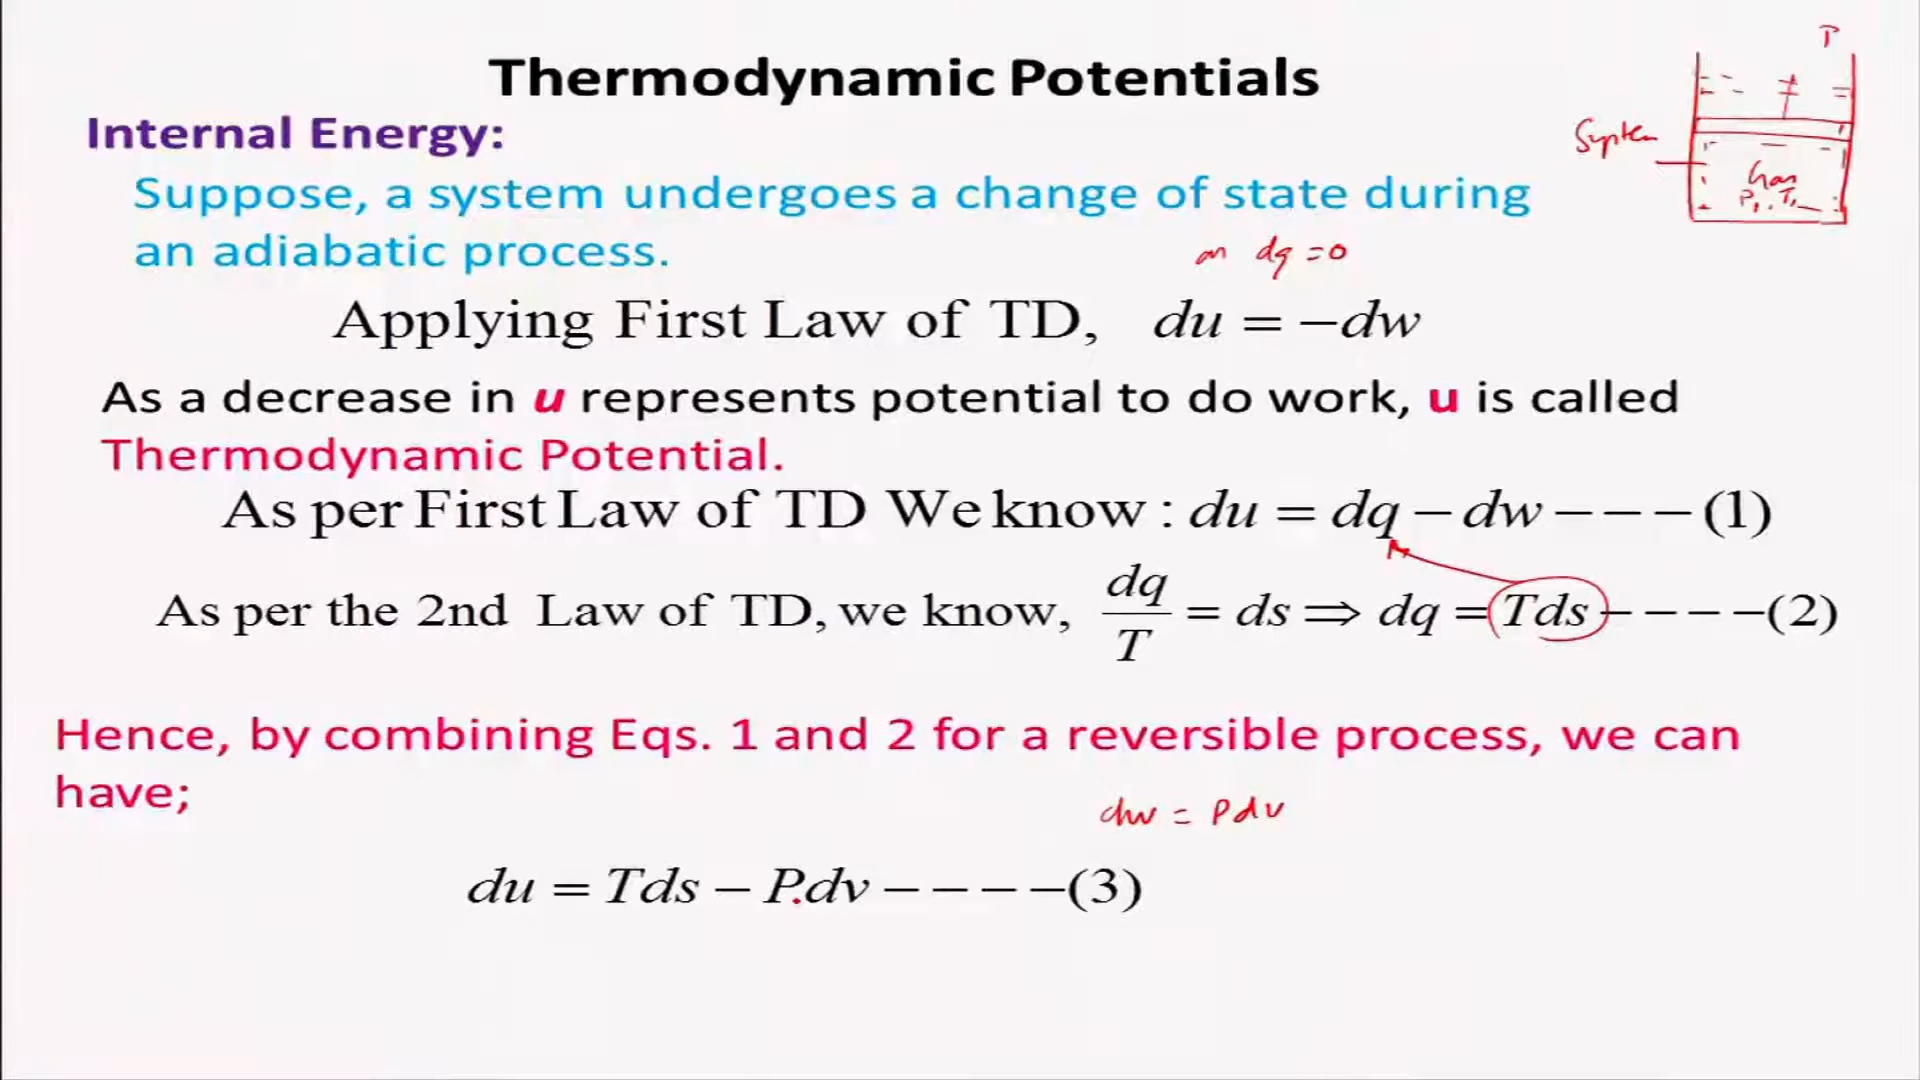 Thermodynamic Potentials
P
Internal Energy:
System
Suppose, a system undergoes a change of state during
Gas
P₁, T₁
an adiabatic process.
as dq = 0
Applying First Law of TD, du = −dw
As a decrease in u represents potential to do work, u is called
Thermodynamic Potential.
As per First Law of TD We know : du = dq − dw − − − (1)
As per the 2nd Law of TD, we know, dq/T = ds ⇒ dq = Tds − − − −(2)
Hence, by combining Eqs. 1 and 2 for a reversible process, we can
have;
dw = Pdv
du = Tds − P.dv − − − −(3)